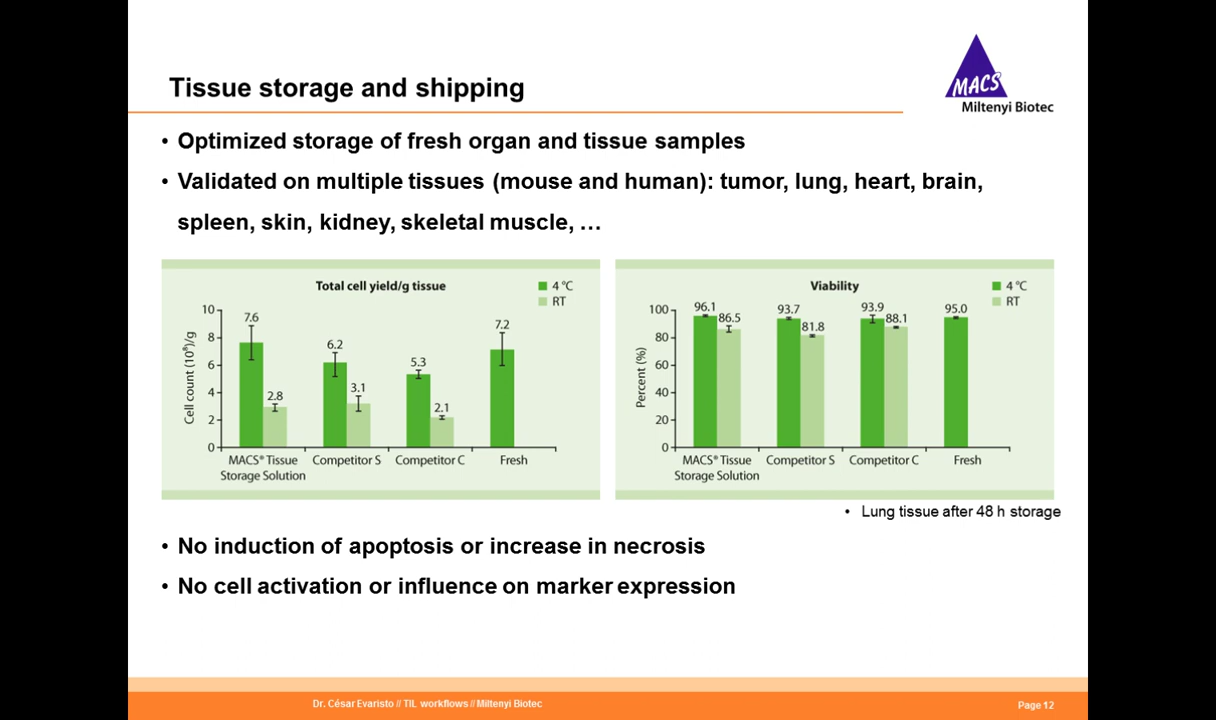 Tissue storage and shipping
MACS
Miltenyi Biotec
• Optimized storage of fresh organ and tissue samples
• Validated on multiple tissues (mouse and human): tumor, lung, heart, brain,
spleen, skin, kidney, skeletal muscle, …
Total cell yield/g tissue
4 °C
RT
Cell count (10⁸)/g
10
8
6
4
2
0
7.6
2.8
6.2
3.1
5.3
2.1
7.2
MACS® Tissue
Storage Solution
Competitor S
Competitor C
Fresh
Viability
4 °C
RT
Percent (%)
100
80
60
40
20
0
96.1
86.5
93.7
81.8
93.9
88.1
95.0
MACS® Tissue
Storage Solution
Competitor S
Competitor C
Fresh
• Lung tissue after 48 h storage
• No induction of apoptosis or increase in necrosis
• No cell activation or influence on marker expression
Dr. César Evaristo // TIL workflows // Miltenyi Biotec
Page 12